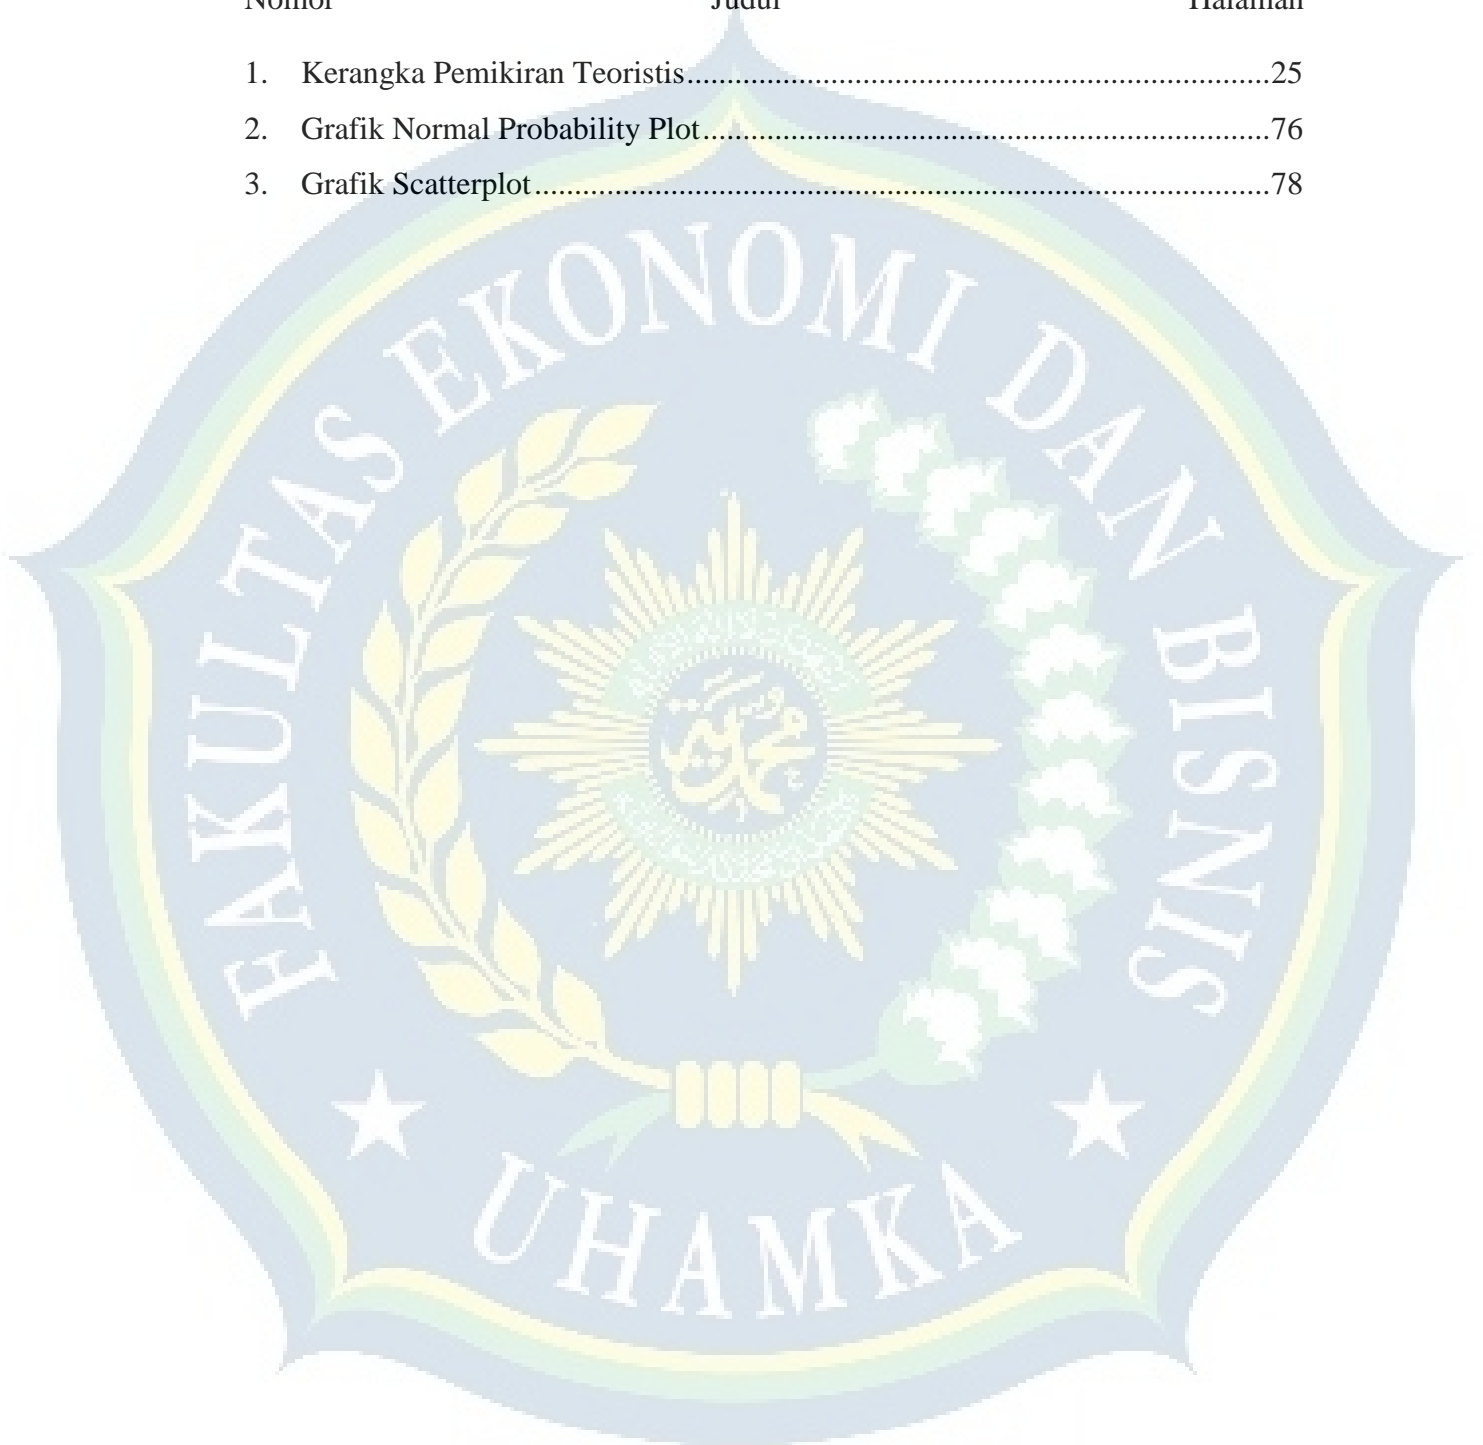 Nomor Judul Halaman
1. Kerangka Pemikiran Teoristis........................................................................25
2. Grafik Normal Probability Plot......................................................................76
3. Grafik Scatterplot...........................................................................................78
FAKULTAS EKONOMI DAN BISNIS
محمدية
UHAMKA